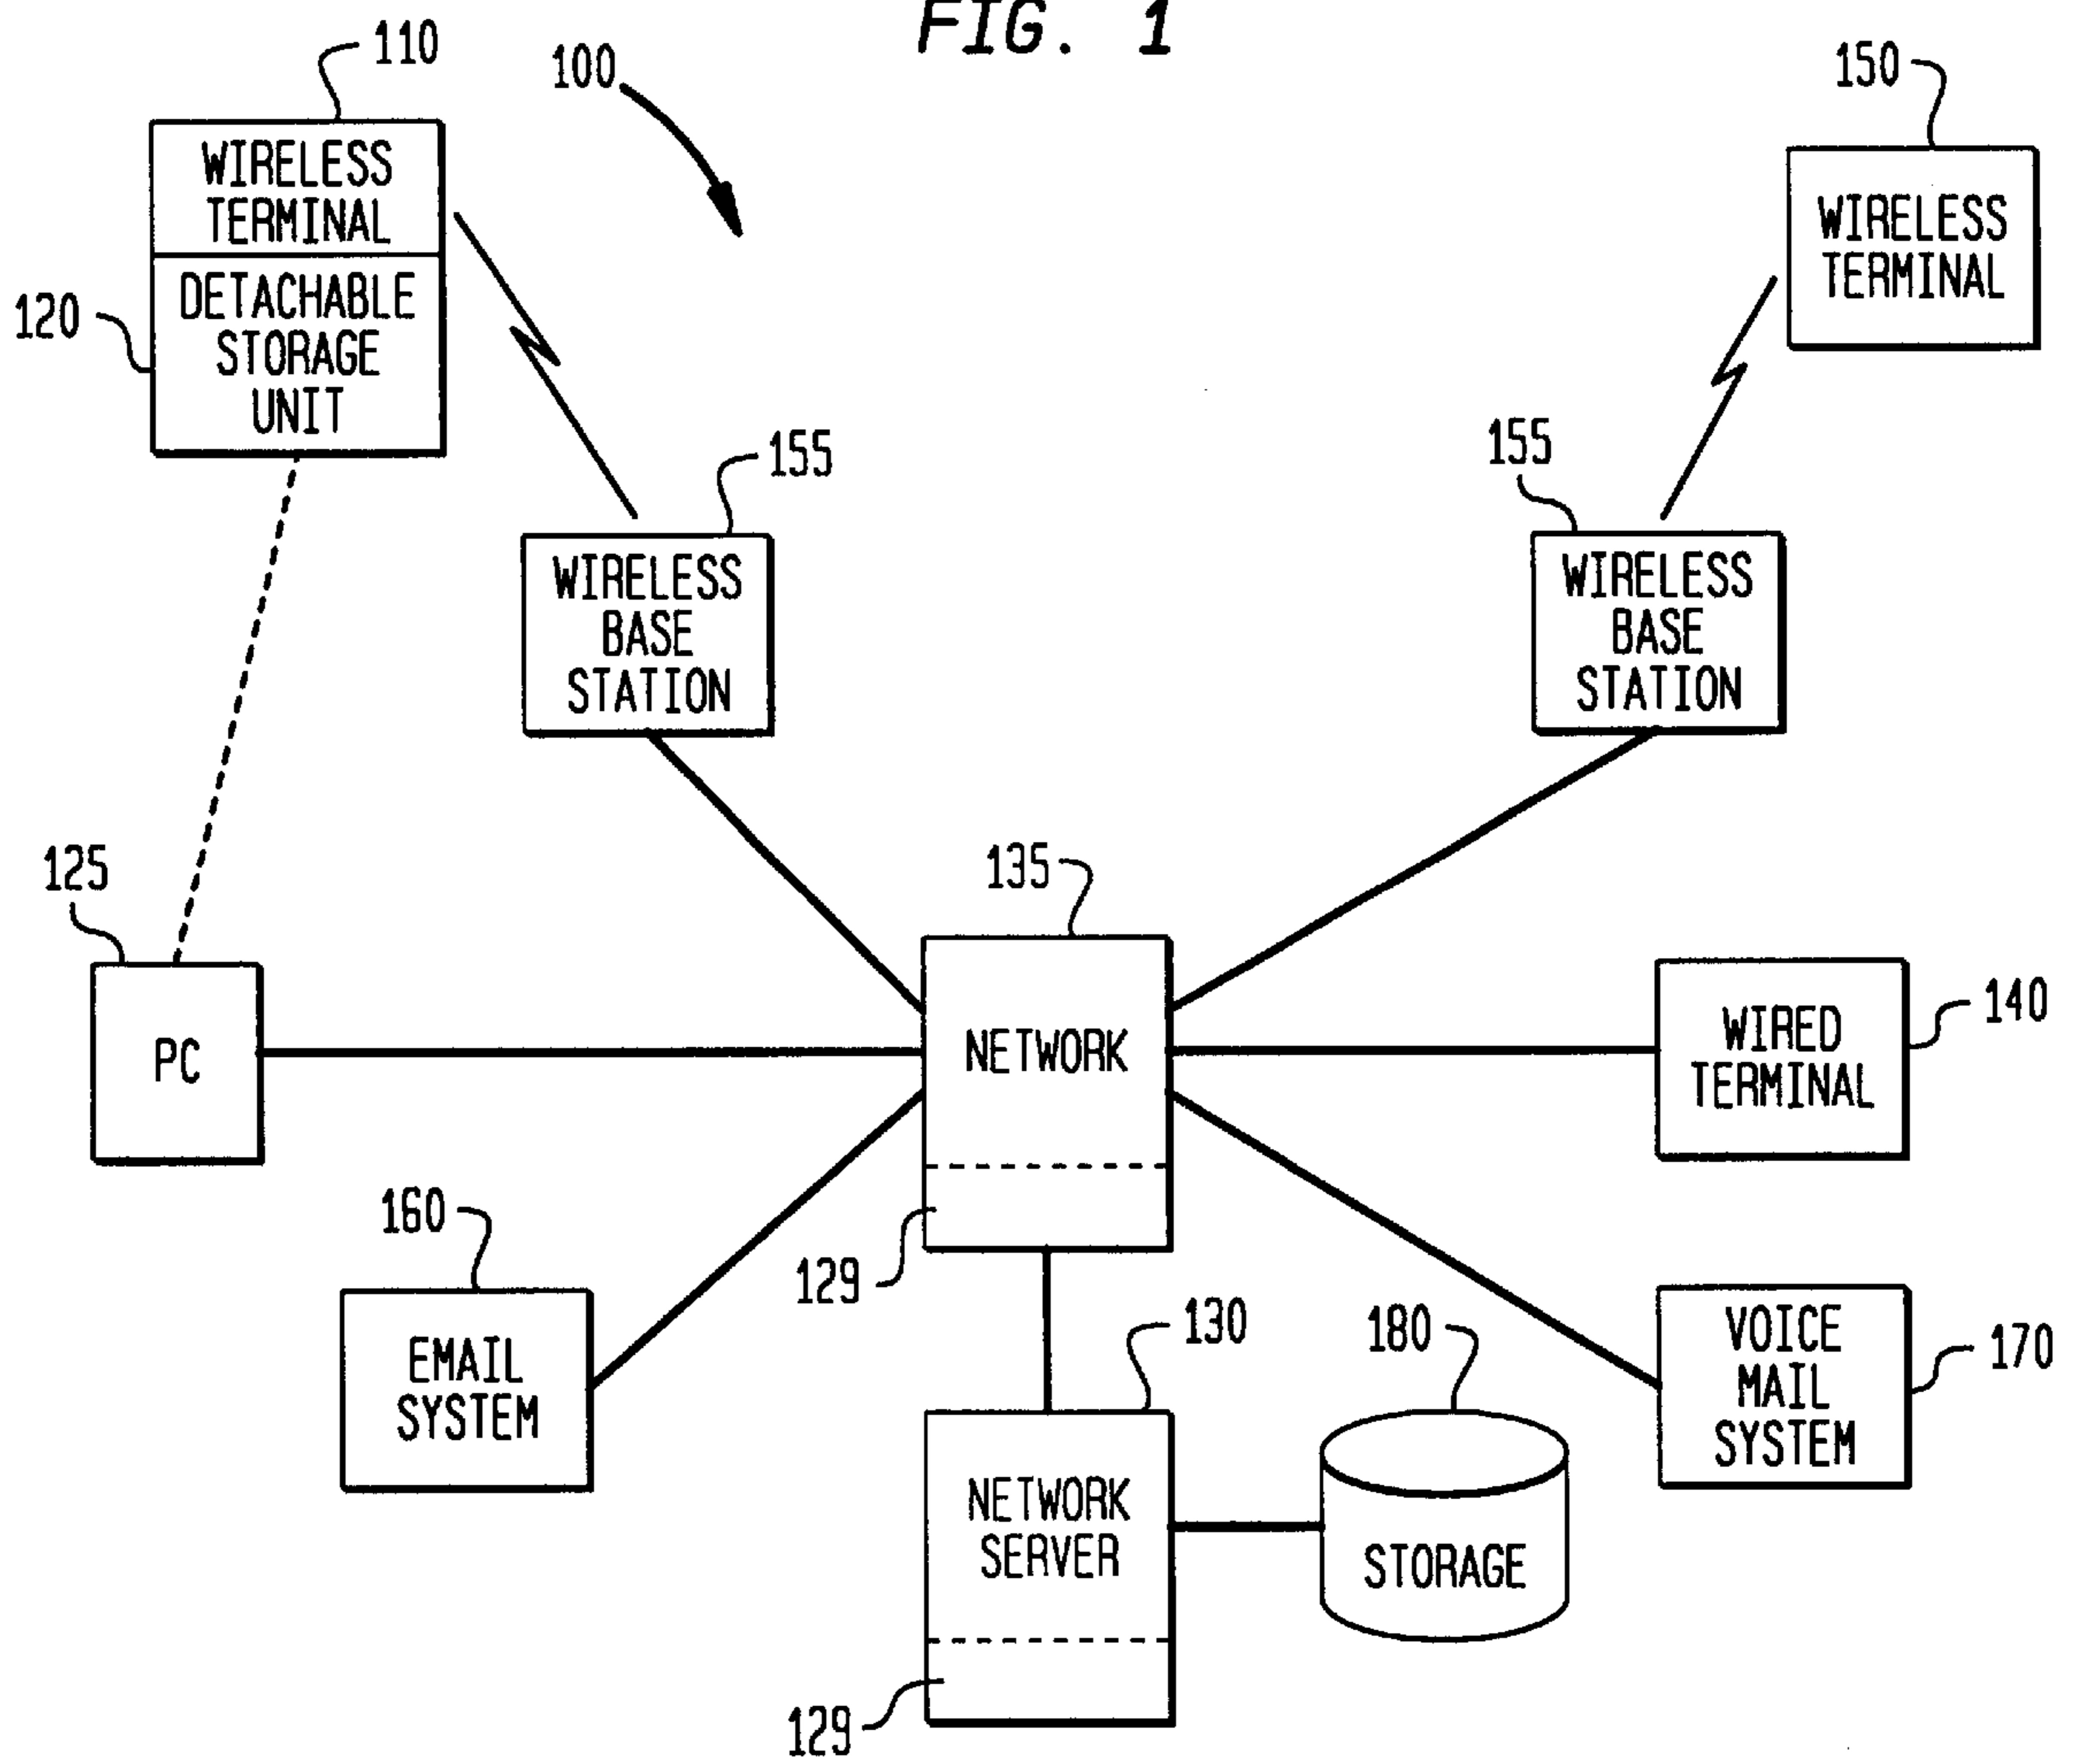 FIG. 1
110
100
150
WIRELESS
TERMINAL
WIRELESS
TERMINAL
120
DETACHABLE
STORAGE
UNIT
155
155
WIRELESS
BASE
STATION
WIRELESS
BASE
STATION
125
135
PC
NETWORK
WIRED
TERMINAL
140
160
129
EMAIL
SYSTEM
130
180
VOICE
MAIL
SYSTEM
170
NETWORK
SERVER
STORAGE
129